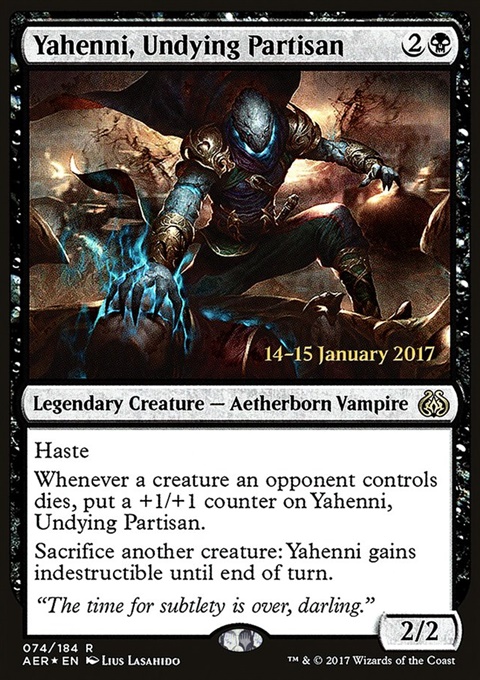 Yahenni, Undying Partisan 2
14-15 January 2017
Legendary Creature — Aetherborn Vampire
Haste
Whenever a creature an opponent controls
dies, put a +1/+1 counter on Yahenni,
Undying Partisan.
Sacrifice another creature: Yahenni gains
indestructible until end of turn.
“The time for subtlety is over, darling.”
2/2
074/184 R
AER★EN Lius Lasahido
™ & © 2017 Wizards of the Coast